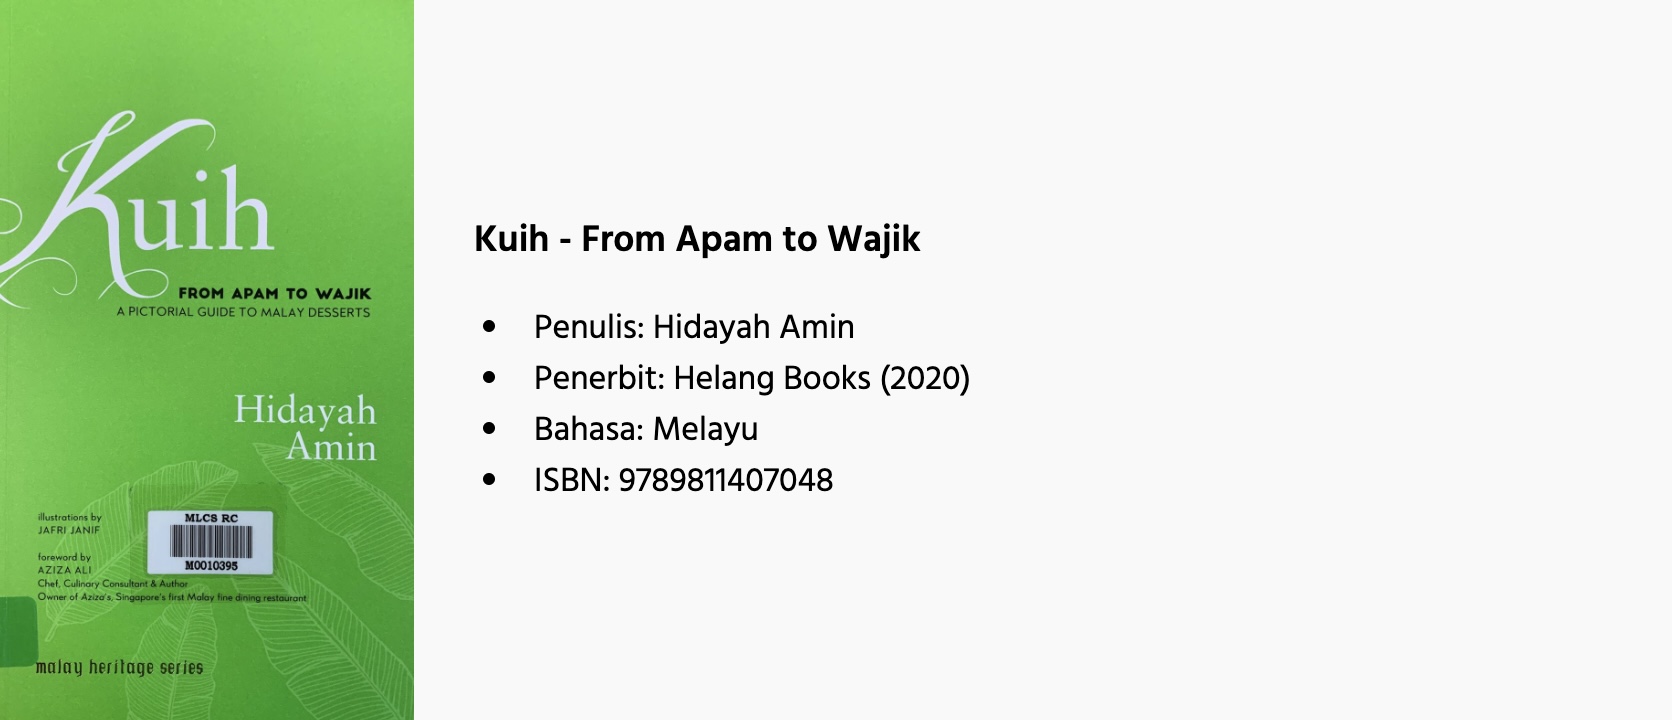 Kuih
FROM APAM TO WAJIK
A PICTORIAL GUIDE TO MALAY DESSERTS
Hidayah
Amin
illustrations by
JAFRI JANIF
foreword by
AZIZA ALI
Chef, Culinary Consultant & Author
Owner of Aziza's, Singapore's first Malay fine dining restaurant
MLCS RC
M0010395
malay heritage series
Kuih - From Apam to Wajik
• Penulis: Hidayah Amin
• Penerbit: Helang Books (2020)
• Bahasa: Melayu
• ISBN: 9789811407048